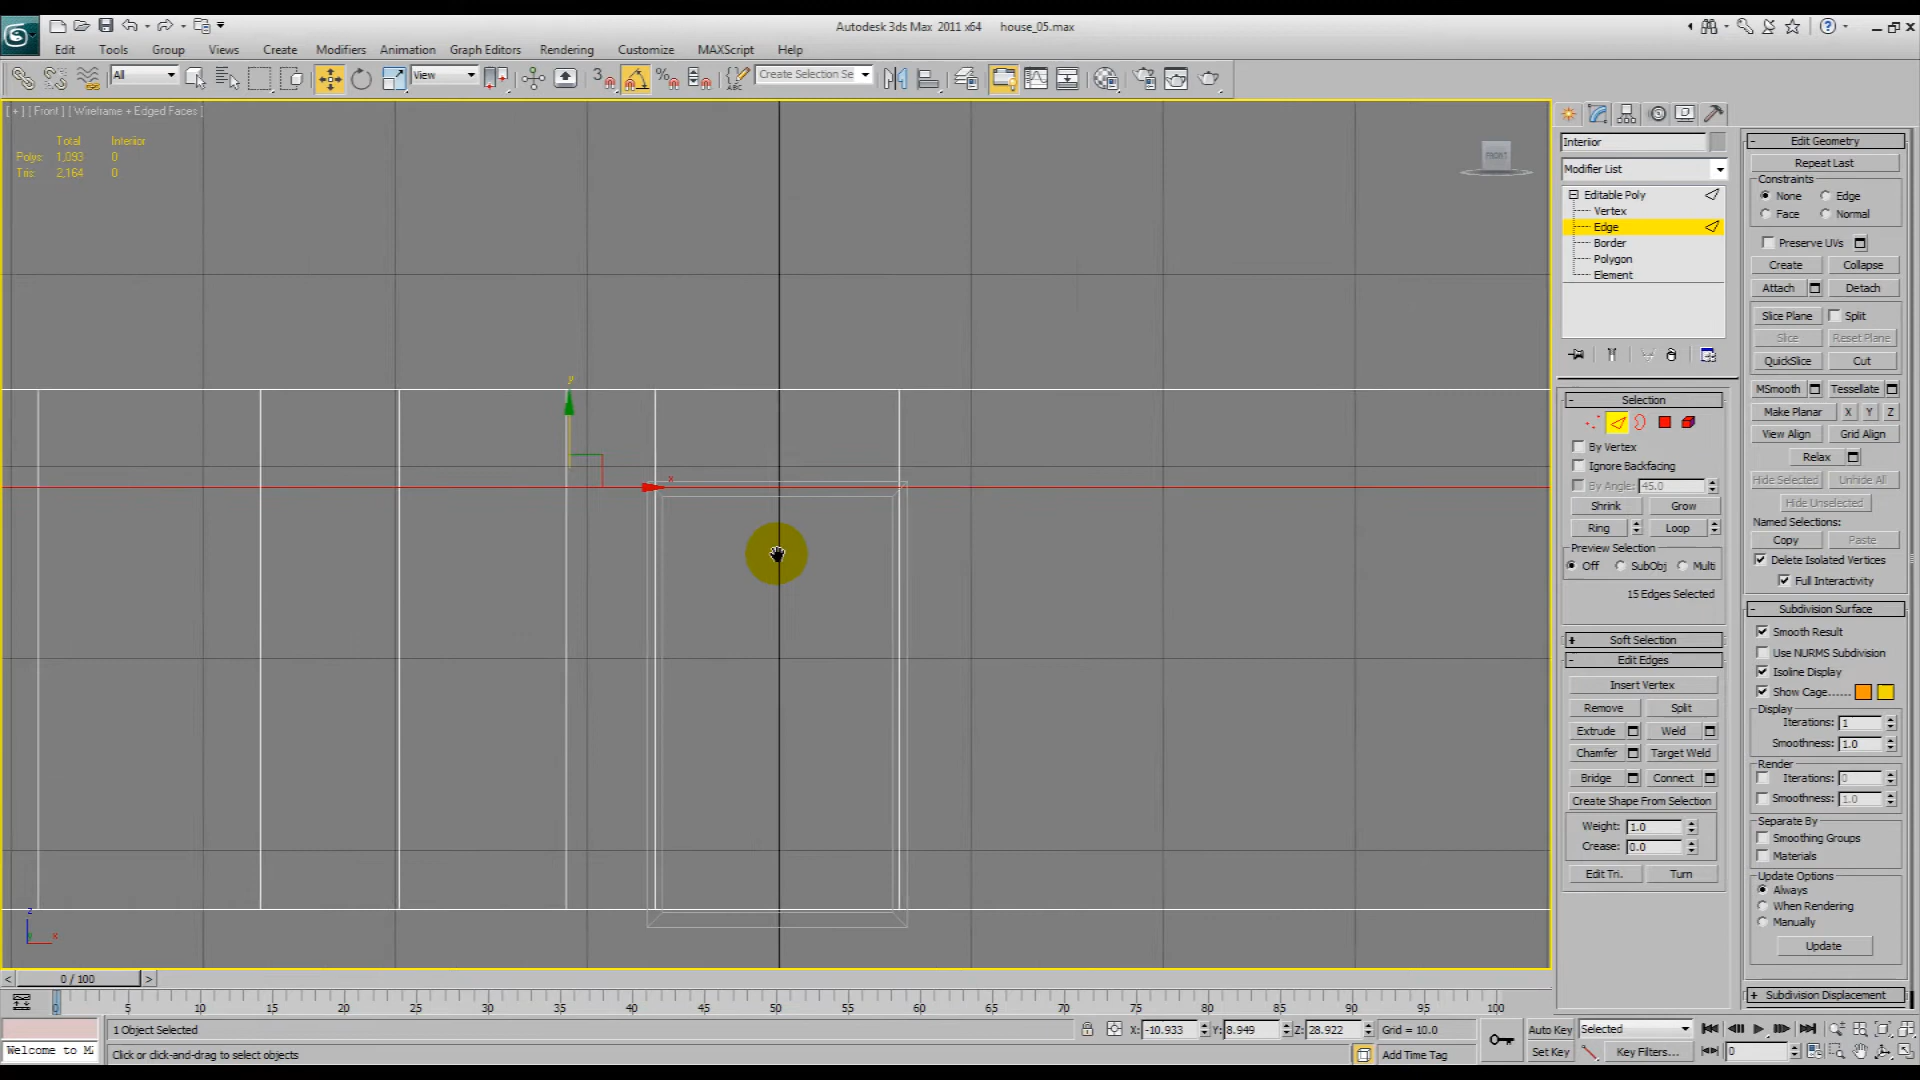 Autodesk 3ds Max 2011 x64 house_05.max
Edit Tools Group Views Create Modifiers Animation Graph Editors Rendering Customize MAXScript Help
All View 3 Create Selection Se
[ + ] [ Front ] [ Wireframe + Edged Faces ]
Total Interior
Polys: 1,093 0
Tris: 2,164 0
FRONT
y
x
z
x
Interior
Modifier List
Editable Poly
Vertex
Edge
Border
Polygon
Element
Selection
By Vertex
Ignore Backfacing
By Angle: 45.0
Shrink Grow
Ring Loop
Preview Selection
Off SubObj Multi
15 Edges Selected
Soft Selection
Edit Edges
Insert Vertex
Remove Split
Extrude Weld
Chamfer Target Weld
Bridge Connect
Create Shape From Selection
Weight: 1.0
Crease: 0.0
Edit Tri. Turn
Edit Geometry
Repeat Last
Constraints
None Edge
Face Normal
Preserve UVs
Create Collapse
Attach Detach
Slice Plane Split
Slice Reset Plane
QuickSlice Cut
MSmooth Tessellate
Make Planar X Y Z
View Align Grid Align
Relax
Hide Selected Unhide All
Hide Unselected
Named Selections:
Copy Paste
Delete Isolated Vertices
Full Interactivity
Subdivision Surface
Smooth Result
Use NURMS Subdivision
Isoline Display
Show Cage......
Display
Iterations: 1
Smoothness: 1.0
Render
Iterations: 0
Smoothness: 1.0
Separate By
Smoothing Groups
Materials
Update Options
Always
When Rendering
Manually
Update
Subdivision Displacement
0 / 100
5 10 15 20 25 30 35 40 45 50 55 60 65 70 75 80 85 90 95 100
1 Object Selected X: -10.933 Y: 8.949 Z: 28.922 Grid = 10.0 Auto Key Selected
Welcome to M Click or click-and-drag to select objects Add Time Tag Set Key Key Filters... 0